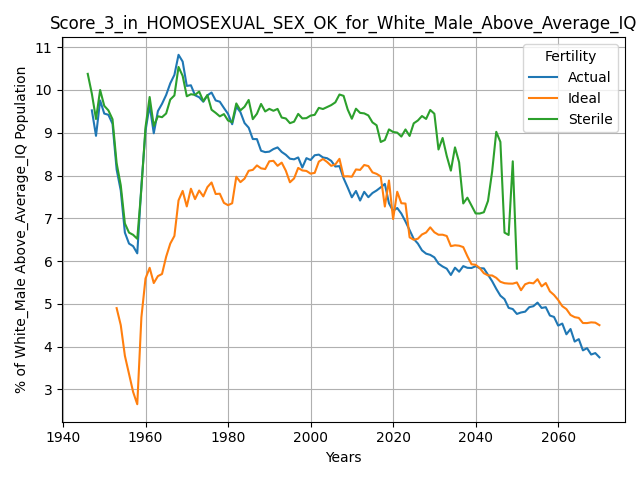 Score_3_in_HOMOSEXUAL_SEX_OK_for_White_Male_Above_Average_IQ
% of White_Male Above_Average_IQ Population
11
10
9
8
7
6
5
4
3
Fertility
Actual
Ideal
Sterile
1940 1960 1980 2000 2020 2040 2060
Years